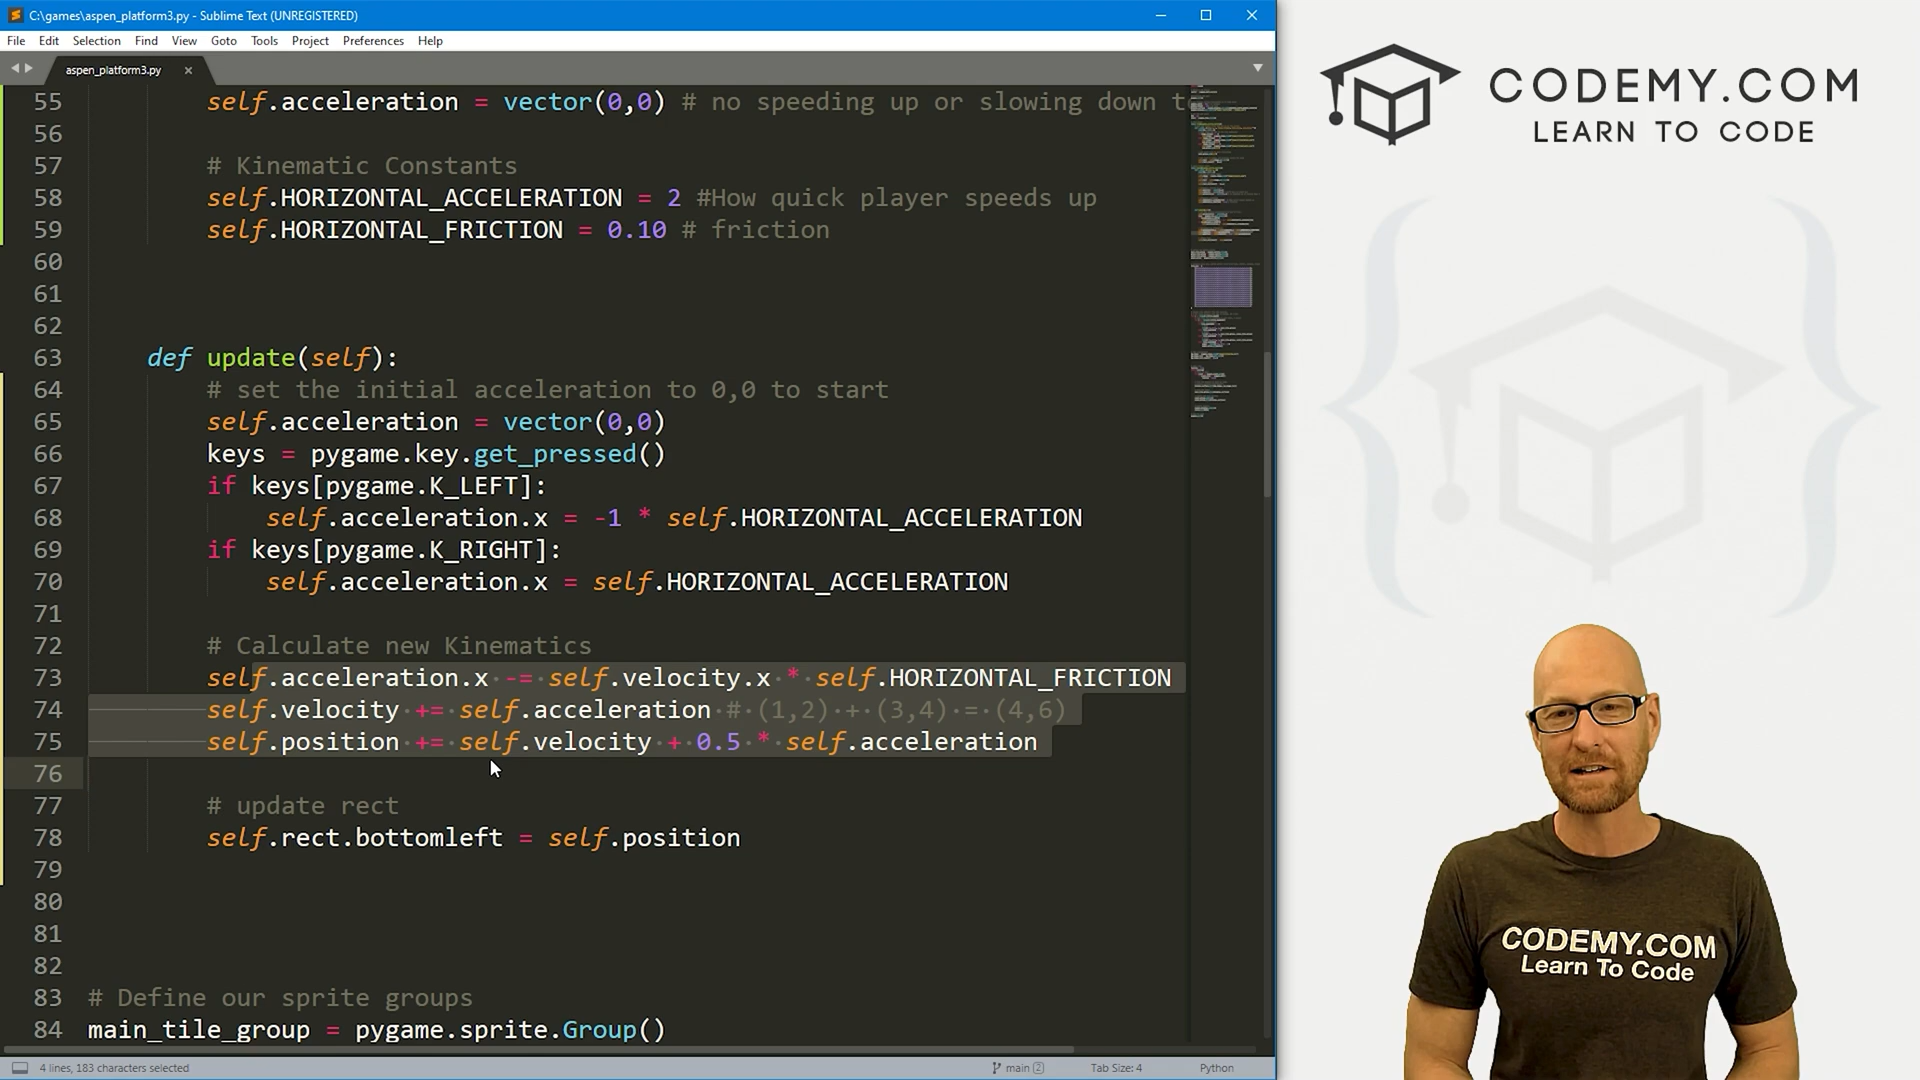 C:\games\aspen_platform3.py - Sublime Text (UNREGISTERED)
File Edit Selection Find View Goto Tools Project Preferences Help
aspen_platform3.py
55 self.acceleration = vector(0,0) # no speeding up or slowing down t
56
57 # Kinematic Constants
58 self.HORIZONTAL_ACCELERATION = 2 #How quick player speeds up
59 self.HORIZONTAL_FRICTION = 0.10 # friction
60
61
62
63 def update(self):
64 # set the initial acceleration to 0,0 to start
65 self.acceleration = vector(0,0)
66 keys = pygame.key.get_pressed()
67 if keys[pygame.K_LEFT]:
68 self.acceleration.x = -1 * self.HORIZONTAL_ACCELERATION
69 if keys[pygame.K_RIGHT]:
70 self.acceleration.x = self.HORIZONTAL_ACCELERATION
71
72 # Calculate new Kinematics
73 self.acceleration.x -= self.velocity.x * self.HORIZONTAL_FRICTION
74 self.velocity += self.acceleration # (1,2) + (3,4) = (4,6)
75 self.position += self.velocity + 0.5 * self.acceleration
76
77 # update rect
78 self.rect.bottomleft = self.position
79
80
81
82
83 # Define our sprite groups
84 main_tile_group = pygame.sprite.Group()
4 lines, 183 characters selected
main 2
Tab Size: 4
Python
CODEMY.COM
LEARN TO CODE
CODEMY.COM
Learn To Code